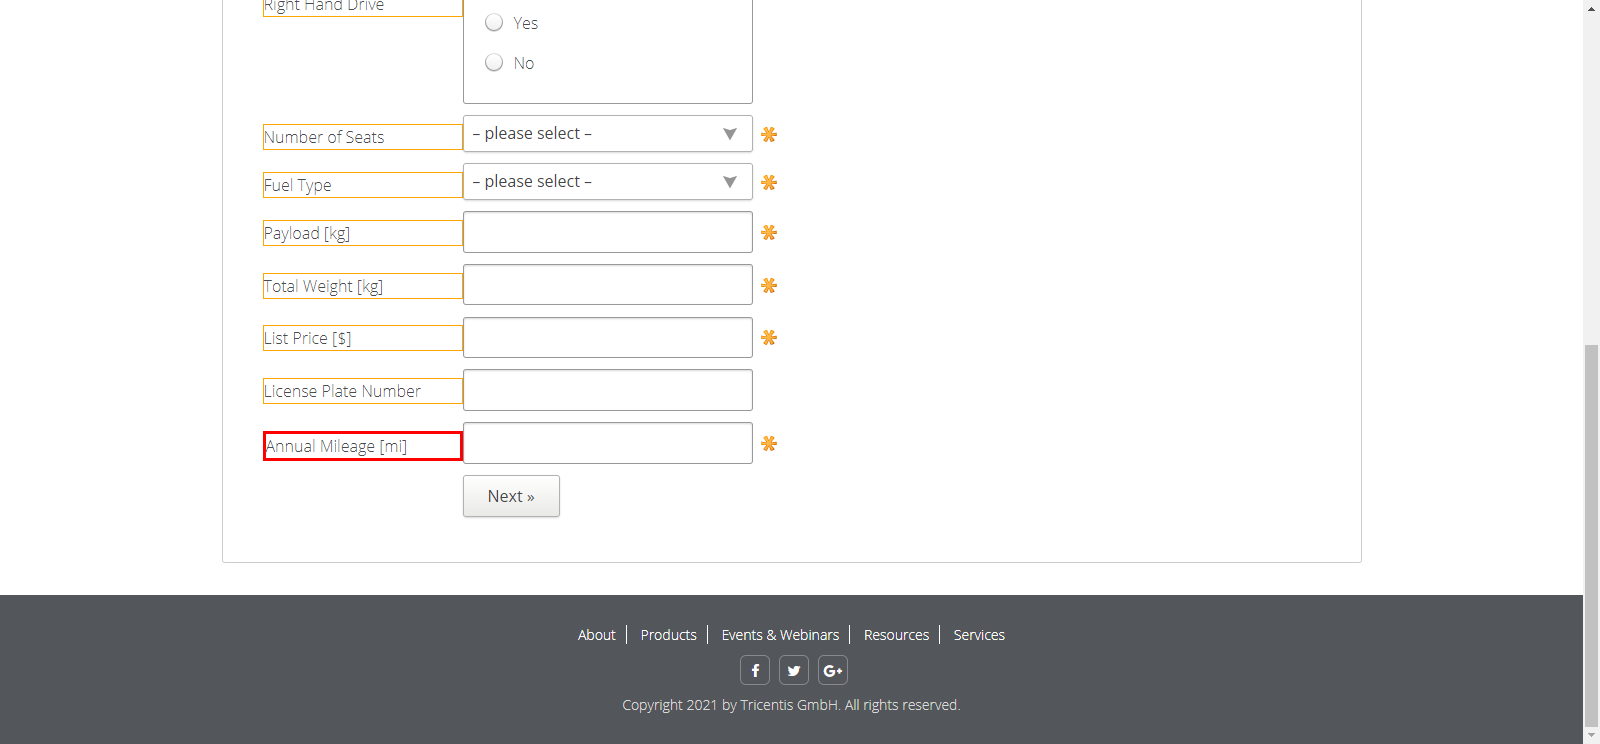 Right Hand Drive
Yes
No
Number of Seats
– please select –
Fuel Type
– please select –
Payload [kg]
Total Weight [kg]
List Price [$]
License Plate Number
Annual Mileage [mi]
Next »
About Products Events & Webinars Resources Services
Copyright 2021 by Tricentis GmbH. All rights reserved.